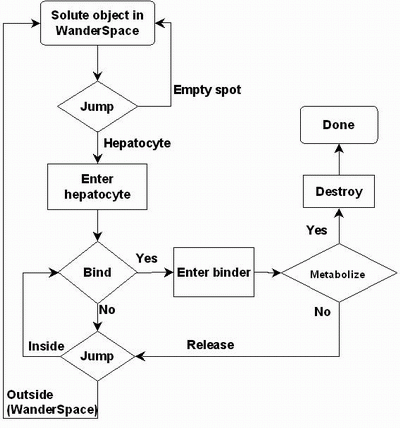 Solute object in
WanderSpace
Jump
Empty spot
Hepatocyte
Enter
hepatocyte
Done
Destroy
Yes
Bind
Yes
Enter binder
Metabolize
No
No
Jump
Inside
Release
Outside
(WanderSpace)